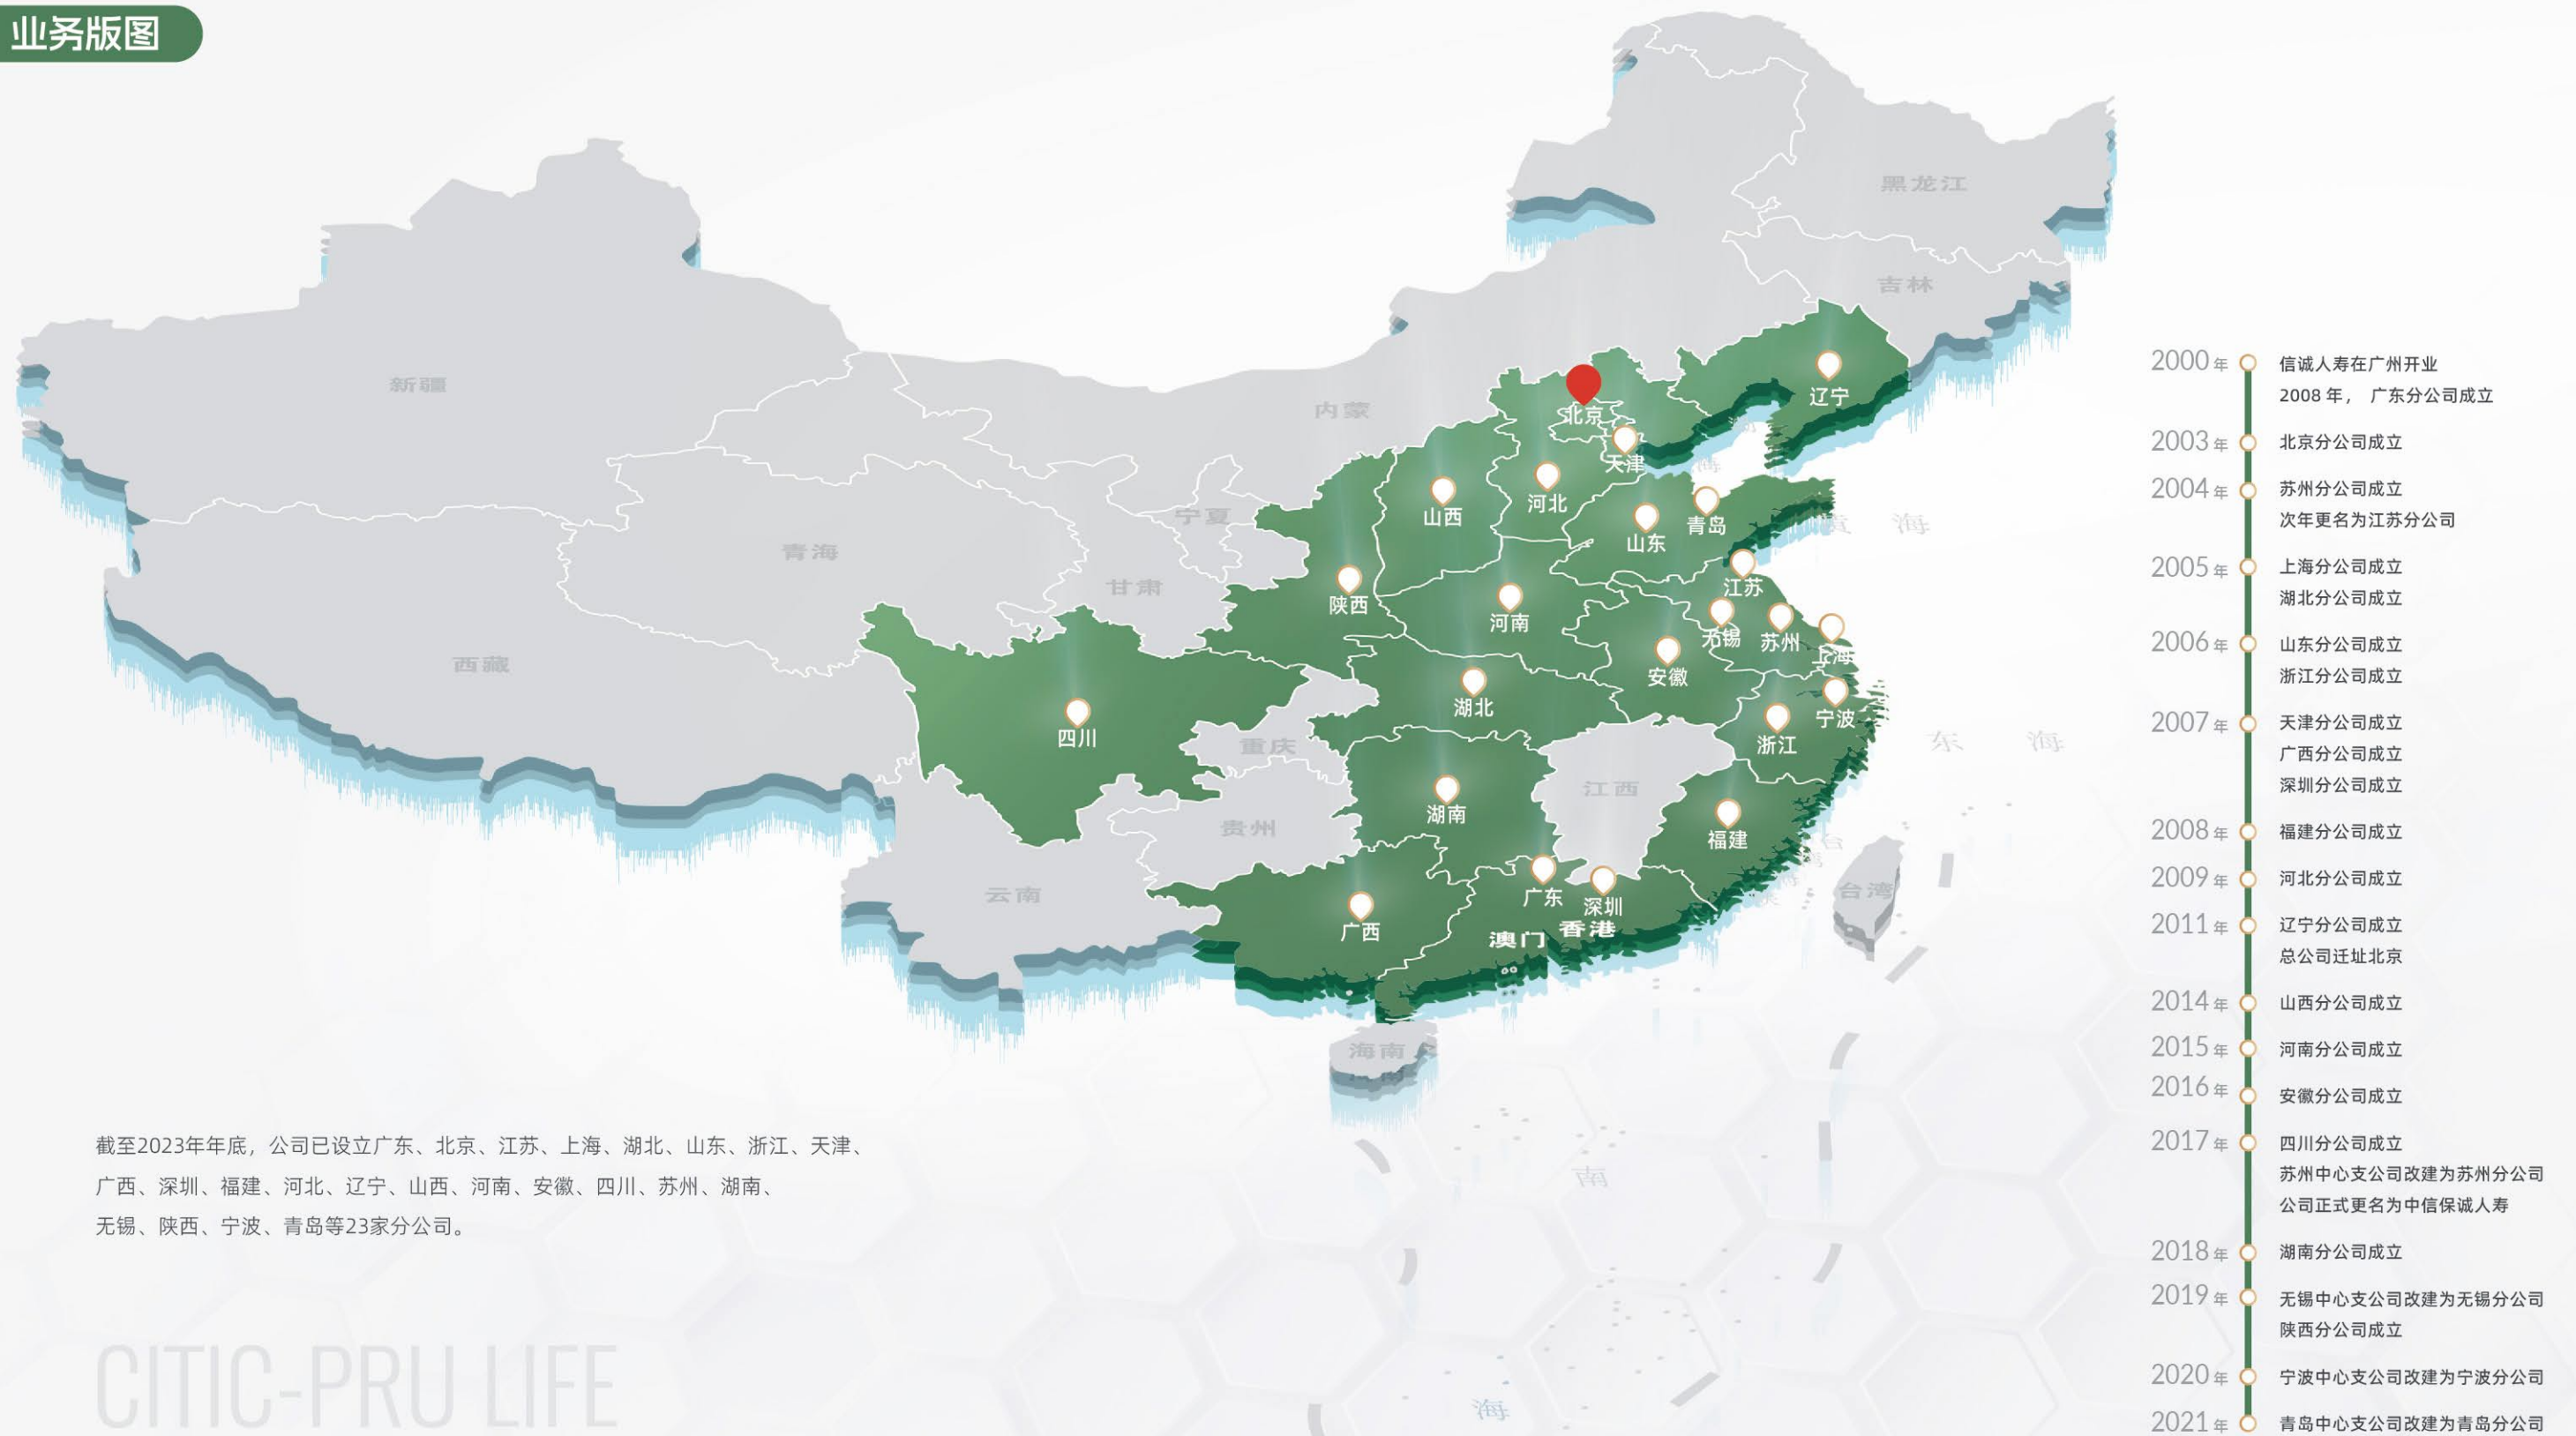 业务版图
黑龙江
吉林
辽宁
新疆
内蒙
北京
天津
河北
山西
宁夏
山东
青岛
黄 海
青海
甘肃
陕西
江苏
河南
无锡
苏州
上海
西藏
安徽
湖北
宁波
四川
浙江
重庆
东 海
江西
湖南
贵州
福建
台湾
云南
广东
深圳
广西
香港
澳门
海南
南
海
2000年
信诚人寿在广州开业
2008 年， 广东分公司成立
2003年
北京分公司成立
2004年
苏州分公司成立
次年更名为江苏分公司
2005年
上海分公司成立
湖北分公司成立
2006年
山东分公司成立
浙江分公司成立
2007年
天津分公司成立
广西分公司成立
深圳分公司成立
2008年
福建分公司成立
2009年
河北分公司成立
2011年
辽宁分公司成立
总公司迁址北京
2014年
山西分公司成立
2015年
河南分公司成立
2016年
安徽分公司成立
2017年
四川分公司成立
苏州中心支公司改建为苏州分公司
公司正式更名为中信保诚人寿
2018年
湖南分公司成立
2019年
无锡中心支公司改建为无锡分公司
陕西分公司成立
2020年
宁波中心支公司改建为宁波分公司
2021年
青岛中心支公司改建为青岛分公司
截至2023年年底，公司已设立广东、北京、江苏、上海、湖北、山东、浙江、天津、
广西、深圳、福建、河北、辽宁、山西、河南、安徽、四川、苏州、湖南、
无锡、陕西、宁波、青岛等23家分公司。
CITIC-PRU LIFE